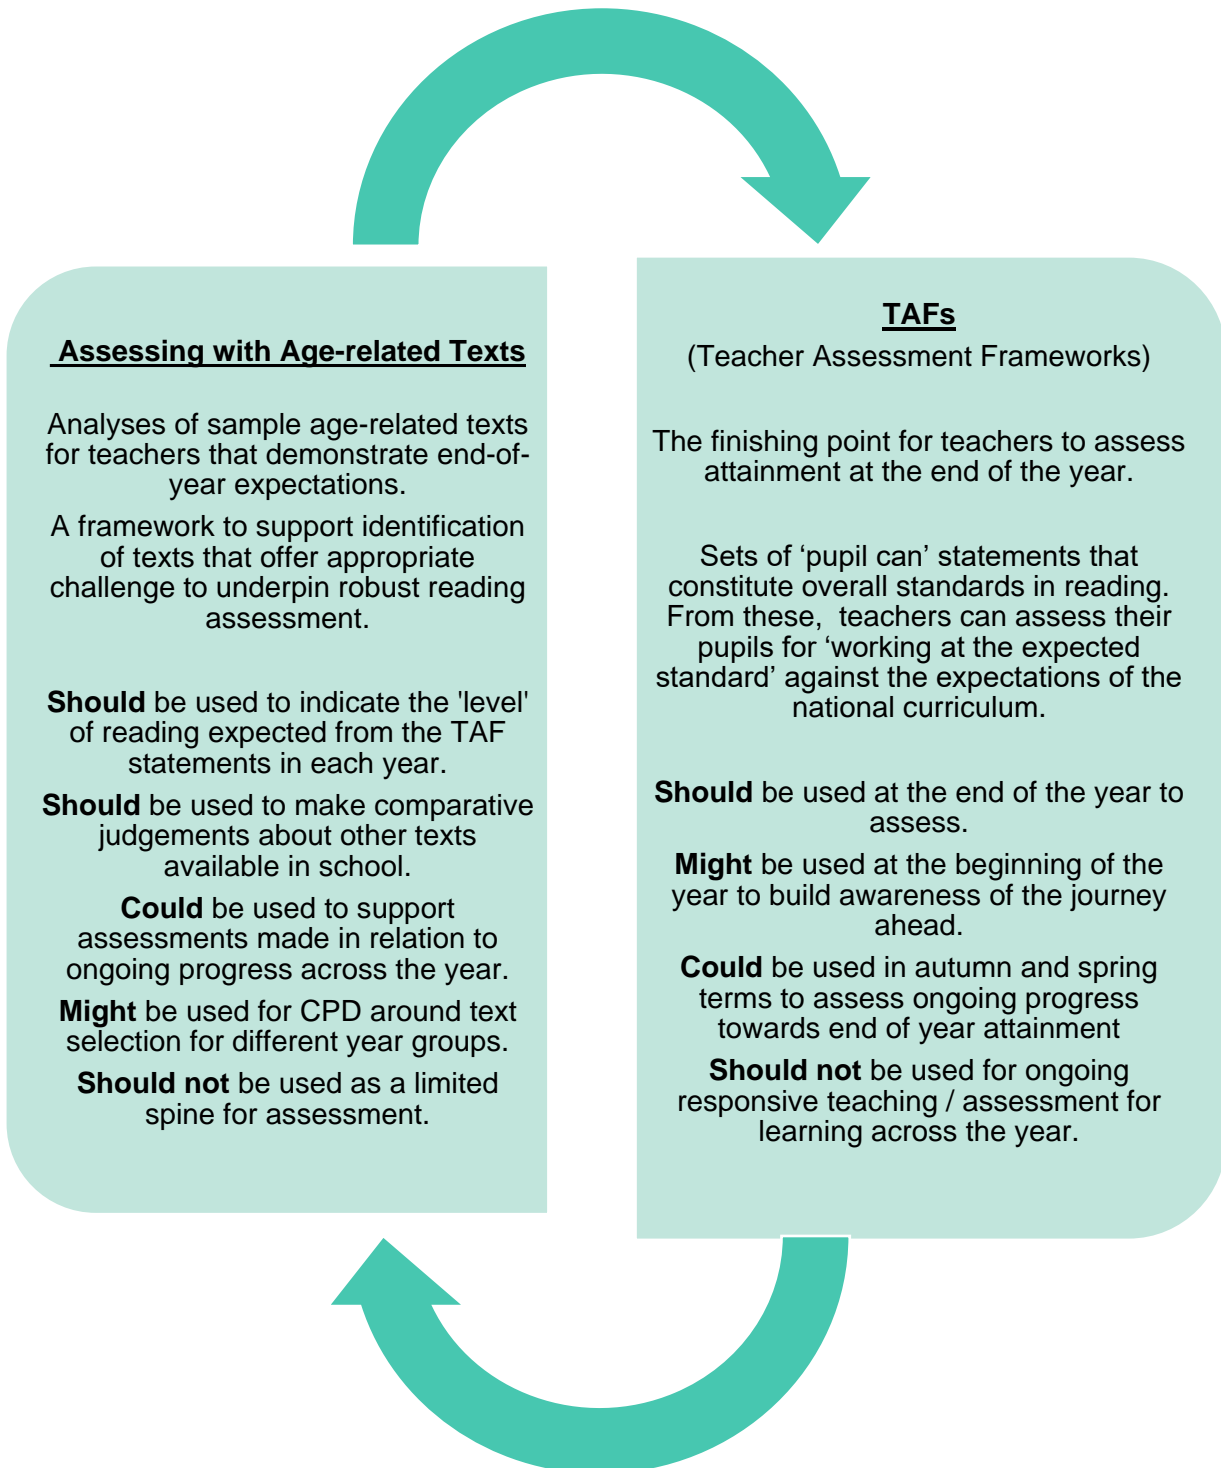 Assessing with Age-related Texts
Analyses of sample age-related texts
for teachers that demonstrate end-of-
year expectations.
A framework to support identification
of texts that offer appropriate
challenge to underpin robust reading
assessment.
Should be used to indicate the 'level'
of reading expected from the TAF
statements in each year.
Should be used to make comparative
judgements about other texts
available in school.
Could be used to support
assessments made in relation to
ongoing progress across the year.
Might be used for CPD around text
selection for different year groups.
Should not be used as a limited
spine for assessment.
TAFs
(Teacher Assessment Frameworks)
The finishing point for teachers to assess
attainment at the end of the year.
Sets of ‘pupil can’ statements that
constitute overall standards in reading.
From these,  teachers can assess their
pupils for ‘working at the expected
standard’ against the expectations of the
national curriculum.
Should be used at the end of the year to
assess.
Might be used at the beginning of the
year to build awareness of the journey
ahead.
Could be used in autumn and spring
terms to assess ongoing progress
towards end of year attainment
Should not be used for ongoing
responsive teaching / assessment for
learning across the year.